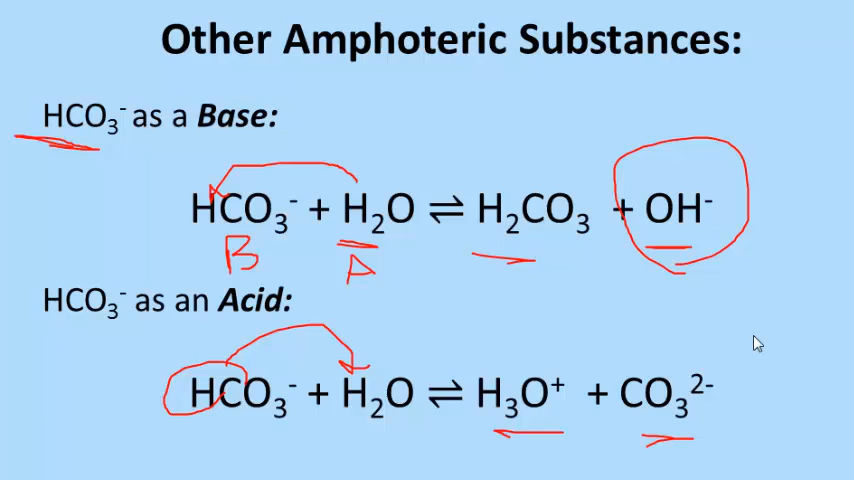 Other Amphoteric Substances:
HCO₃⁻ as a Base:
HCO₃⁻ + H₂O ⇌ H₂CO₃ + OH⁻
B A
HCO₃⁻ as an Acid:
HCO₃⁻ + H₂O ⇌ H₃O⁺ + CO₃²⁻